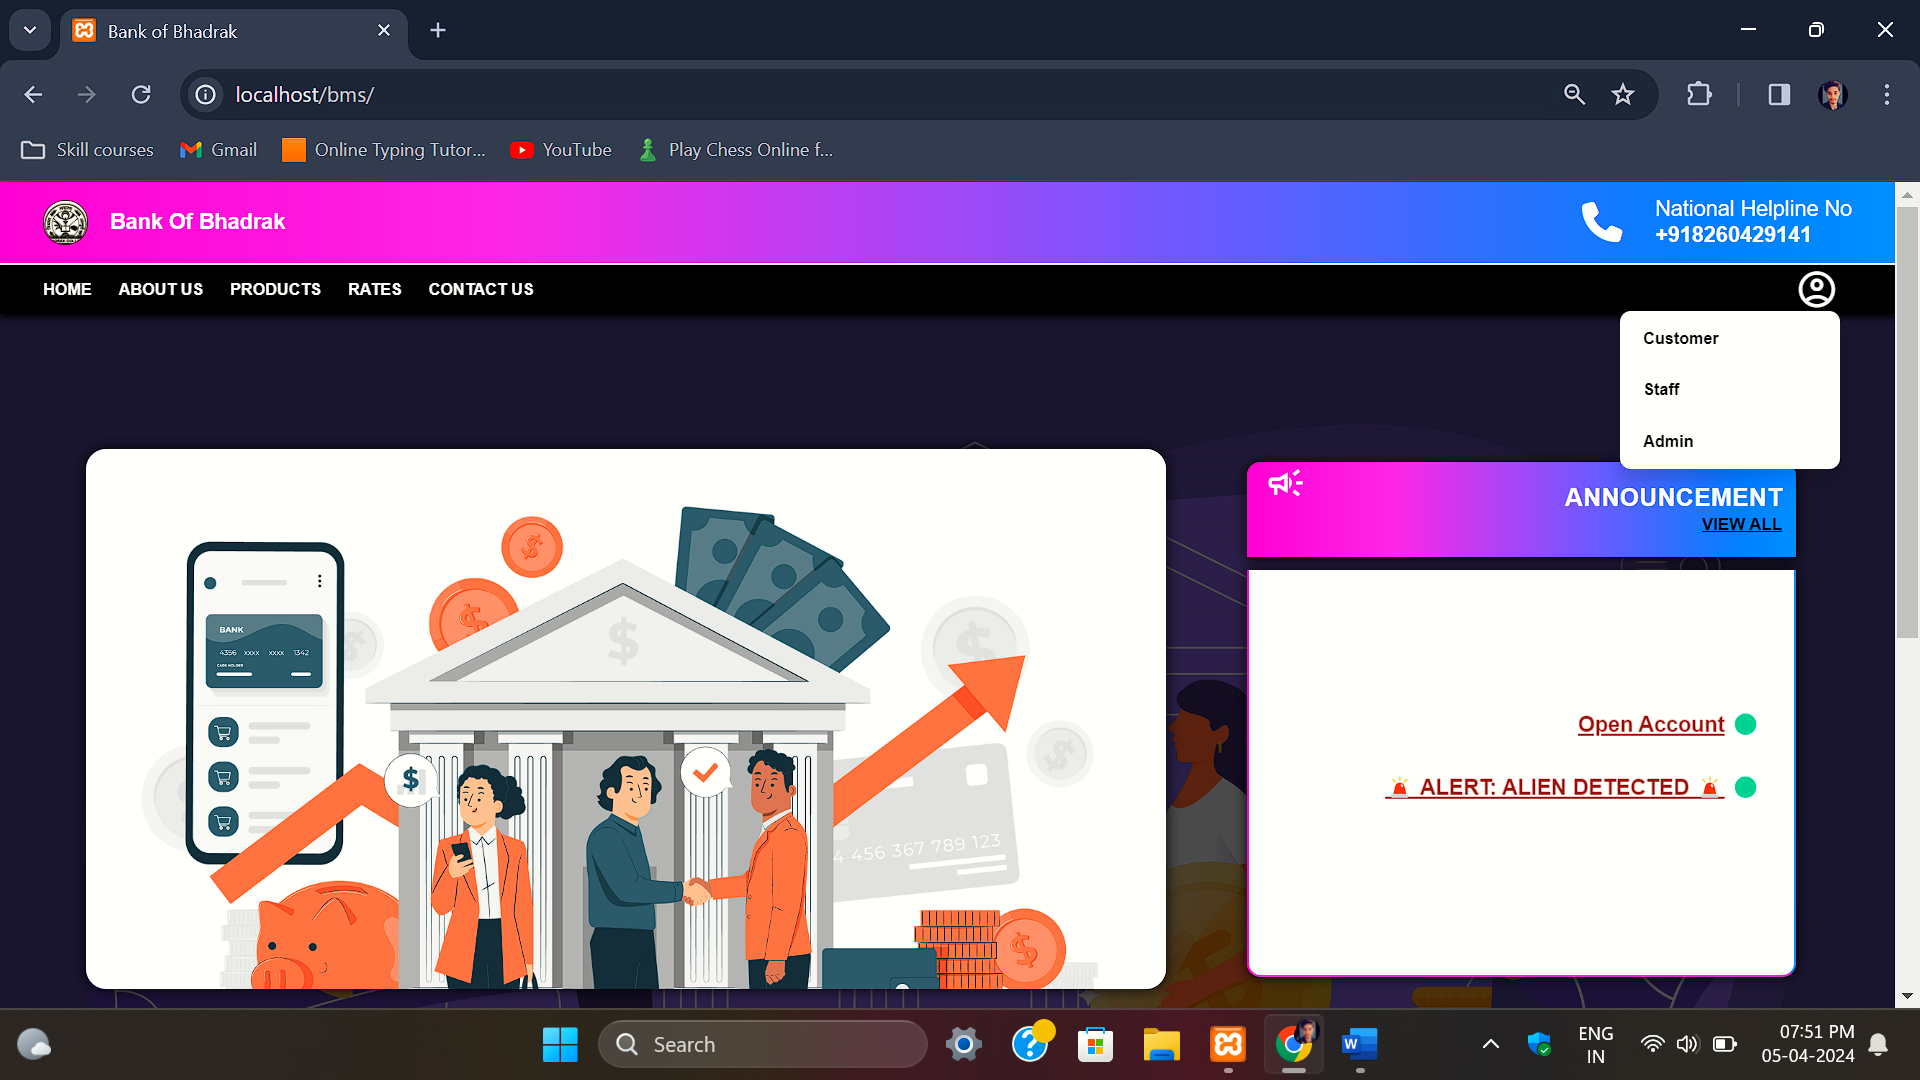 Bank of Bhadrak
localhost/bms/
Skill courses
Gmail
Online Typing Tutor...
YouTube
Play Chess Online f...
Bank Of Bhadrak
National Helpline No
+918260429141
HOME
ABOUT US
PRODUCTS
RATES
CONTACT US
Customer
Staff
Admin
ANNOUNCEMENT
VIEW ALL
BANK
4356 xxxx xxxx 1342
CARD HOLDER
$
4 456 367 789 123
Open Account
🚨 ALERT: ALIEN DETECTED 🚨
Search
W
ENG
IN
07:51 PM
05-04-2024